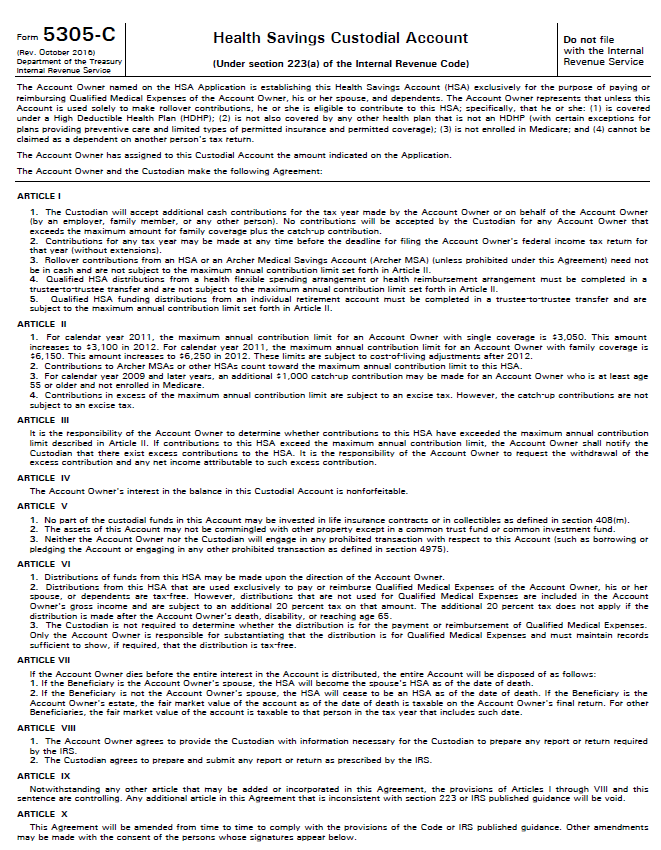 Form 5305-C
(Rev. October 2016)
Department of the Treasury
Internal Revenue Service
Health Savings Custodial Account
(Under section 223(a) of the Internal Revenue Code)
Do not file
with the Internal
Revenue Service
The Account Owner named on the HSA Application is establishing this Health Savings Account (HSA) exclusively for the purpose of paying or
reimbursing Qualified Medical Expenses of the Account Owner, his or her spouse, and dependents. The Account Owner represents that unless this
Account is used solely to make rollover contributions, he or she is eligible to contribute to this HSA; specifically, that he or she: (1) is covered
under a High Deductible Health Plan (HDHP); (2) is not also covered by any other health plan that is not an HDHP (with certain exceptions for
plans providing preventive care and limited types of permitted insurance and permitted coverage); (3) is not enrolled in Medicare; and (4) cannot be
claimed as a dependent on another person's tax return.
The Account Owner has assigned to this Custodial Account the amount indicated on the Application.
The Account Owner and the Custodian make the following Agreement:
ARTICLE I
1. The Custodian will accept additional cash contributions for the tax year made by the Account Owner or on behalf of the Account Owner
(by an employer, family member, or any other person). No contributions will be accepted by the Custodian for any Account Owner that
exceeds the maximum amount for family coverage plus the catch-up contribution.
2. Contributions for any tax year may be made at any time before the deadline for filing the Account Owner's federal income tax return for
that year (without extensions).
3. Rollover contributions from an HSA or an Archer Medical Savings Account (Archer MSA) (unless prohibited under this Agreement) need not
be in cash and are not subject to the maximum annual contribution limit set forth in Article II.
4. Qualified HSA distributions from a health flexible spending arrangement or health reimbursement arrangement must be completed in a
trustee-to-trustee transfer and are not subject to the maximum annual contribution limit set forth in Article II.
5. Qualified HSA funding distributions from an individual retirement account must be completed in a trustee-to-trustee transfer and are
subject to the maximum annual contribution limit set forth in Article II.
ARTICLE II
1. For calendar year 2011, the maximum annual contribution limit for an Account Owner with single coverage is $3,050. This amount
increases to $3,100 in 2012. For calendar year 2011, the maximum annual contribution limit for an Account Owner with family coverage is
$6,150. This amount increases to $6,250 in 2012. These limits are subject to cost-of-living adjustments after 2012.
2. Contributions to Archer MSAs or other HSAs count toward the maximum annual contribution limit to this HSA.
3. For calendar year 2009 and later years, an additional $1,000 catch-up contribution may be made for an Account Owner who is at least age
55 or older and not enrolled in Medicare.
4. Contributions in excess of the maximum annual contribution limit are subject to an excise tax. However, the catch-up contributions are not
subject to an excise tax.
ARTICLE III
It is the responsibility of the Account Owner to determine whether contributions to this HSA have exceeded the maximum annual contribution
limit described in Article II. If contributions to this HSA exceed the maximum annual contribution limit, the Account Owner shall notify the
Custodian that there exist excess contributions to the HSA. It is the responsibility of the Account Owner to request the withdrawal of the
excess contribution and any net income attributable to such excess contribution.
ARTICLE IV
The Account Owner's interest in the balance in this Custodial Account is nonforfeitable.
ARTICLE V
1. No part of the custodial funds in this Account may be invested in life insurance contracts or in collectibles as defined in section 408(m).
2. The assets of this Account may not be commingled with other property except in a common trust fund or common investment fund.
3. Neither the Account Owner nor the Custodian will engage in any prohibited transaction with respect to this Account (such as borrowing or
pledging the Account or engaging in any other prohibited transaction as defined in section 4975).
ARTICLE VI
1. Distributions of funds from this HSA may be made upon the direction of the Account Owner.
2. Distributions from this HSA that are used exclusively to pay or reimburse Qualified Medical Expenses of the Account Owner, his or her
spouse, or dependents are tax-free. However, distributions that are not used for Qualified Medical Expenses are included in the Account
Owner's gross income and are subject to an additional 20 percent tax on that amount. The additional 20 percent tax does not apply if the
distribution is made after the Account Owner's death, disability, or reaching age 65.
3. The Custodian is not required to determine whether the distribution is for the payment or reimbursement of Qualified Medical Expenses.
Only the Account Owner is responsible for substantiating that the distribution is for Qualified Medical Expenses and must maintain records
sufficient to show, if required, that the distribution is tax-free.
ARTICLE VII
If the Account Owner dies before the entire interest in the Account is distributed, the entire Account will be disposed of as follows:
1. If the Beneficiary is the Account Owner's spouse, the HSA will become the spouse's HSA as of the date of death.
2. If the Beneficiary is not the Account Owner's spouse, the HSA will cease to be an HSA as of the date of death. If the Beneficiary is the
Account Owner's estate, the fair market value of the account as of the date of death is taxable on the Account Owner's final return. For other
Beneficiaries, the fair market value of the account is taxable to that person in the tax year that includes such date.
ARTICLE VIII
1. The Account Owner agrees to provide the Custodian with information necessary for the Custodian to prepare any report or return required
by the IRS.
2. The Custodian agrees to prepare and submit any report or return as prescribed by the IRS.
ARTICLE IX
Notwithstanding any other article that may be added or incorporated in this Agreement, the provisions of Articles I through VIII and this
sentence are controlling. Any additional article in this Agreement that is inconsistent with section 223 or IRS published guidance will be void.
ARTICLE X
This Agreement will be amended from time to time to comply with the provisions of the Code or IRS published guidance. Other amendments
may be made with the consent of the persons whose signatures appear below.